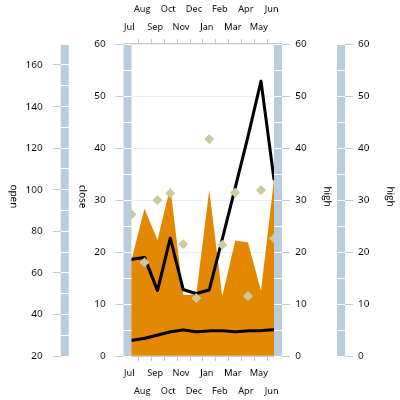 Aug Oct Dec Feb Apr Jun
Jul Sep Nov Jan Mar May
60 60 60
160
50 50 50
140
120 40 40 40
100
30 30 30
open close high high
80
20 20 20
60
10 10 10
40
20 0 0 0
Jul Sep Nov Jan Mar May
Aug Oct Dec Feb Apr Jun